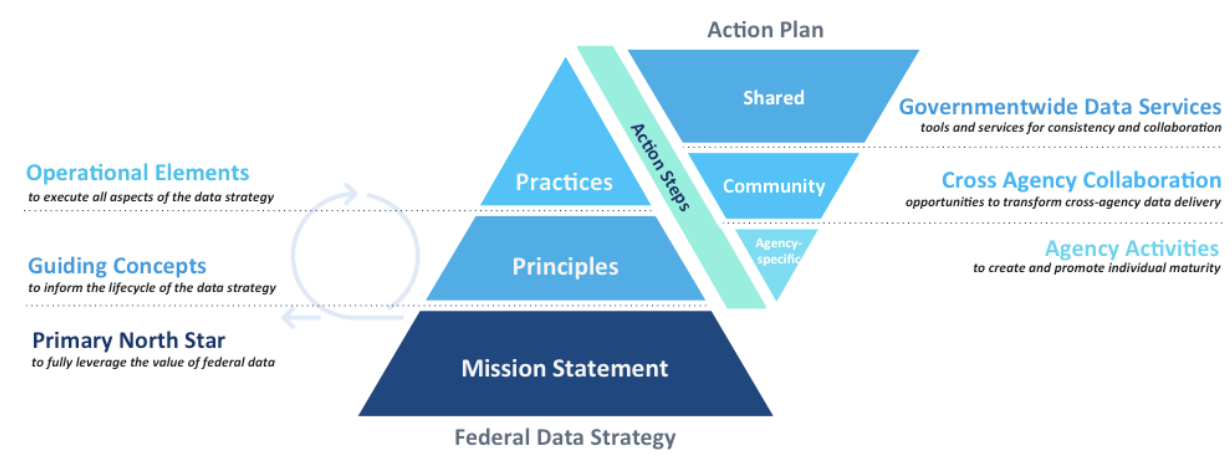 Action Plan
Shared
Governmentwide Data Services
tools and services for consistency and collaboration
Action Steps
Operational Elements
to execute all aspects of the data strategy
Practices
Community
Cross Agency Collaboration
opportunities to transform cross-agency data delivery
Agency-
specific
Agency Activities
to create and promote individual maturity
Guiding Concepts
to inform the lifecycle of the data strategy
Principles
Primary North Star
to fully leverage the value of federal data
Mission Statement
Federal Data Strategy